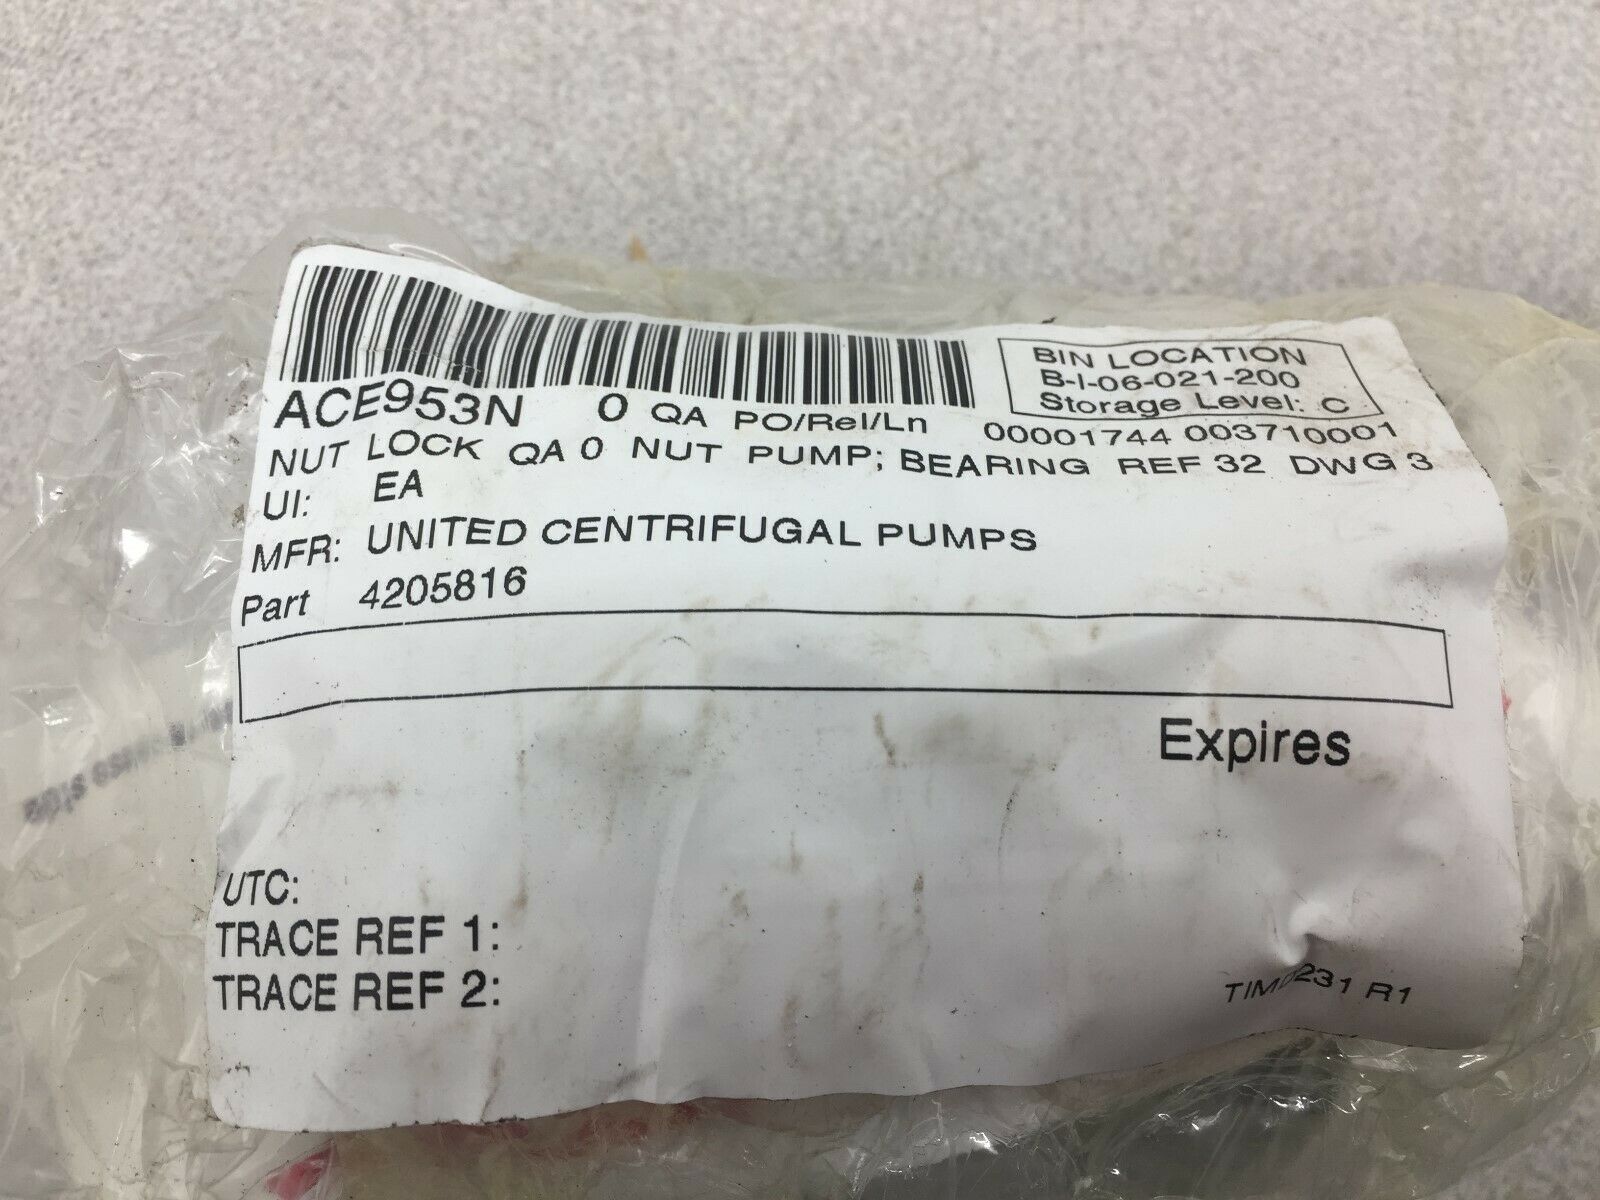 BIN LOCATION
B-I-06-021-200
Storage Level: C
ACE953N 0 QA PO/Rel/Ln 00001744 003710001
NUT LOCK QA 0 NUT PUMP; BEARING REF 32 DWG 3
UI: EA
MFR: UNITED CENTRIFUGAL PUMPS
Part 4205816
Expires
UTC:
TRACE REF 1:
TRACE REF 2:
R1